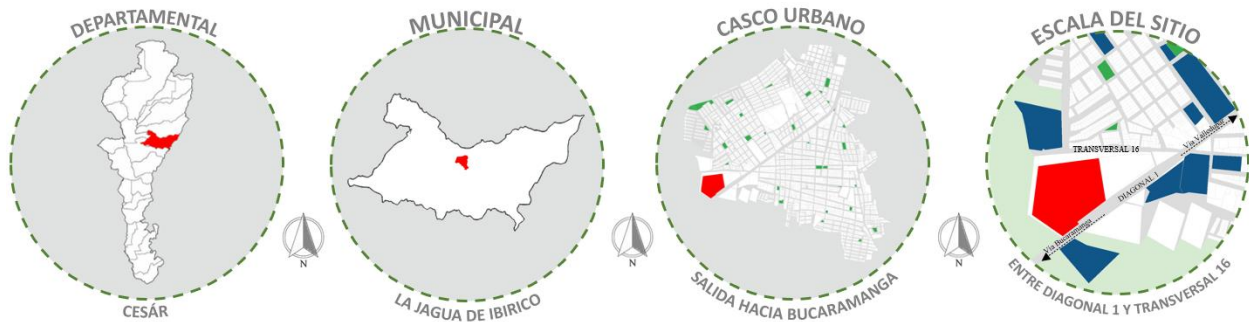 DEPARTAMENTAL
CESÁR
N
MUNICIPAL
LA JAGUA DE IBIRICO
N
CASCO URBANO
SALIDA HACIA BUCARAMANGA
N
ESCALA DEL SITIO
TRANSVERSAL 16
Vía Valledupar
DIAGONAL 1
Vía Bucaramanga
ENTRE DIAGONAL 1 Y TRANSVERSAL 16